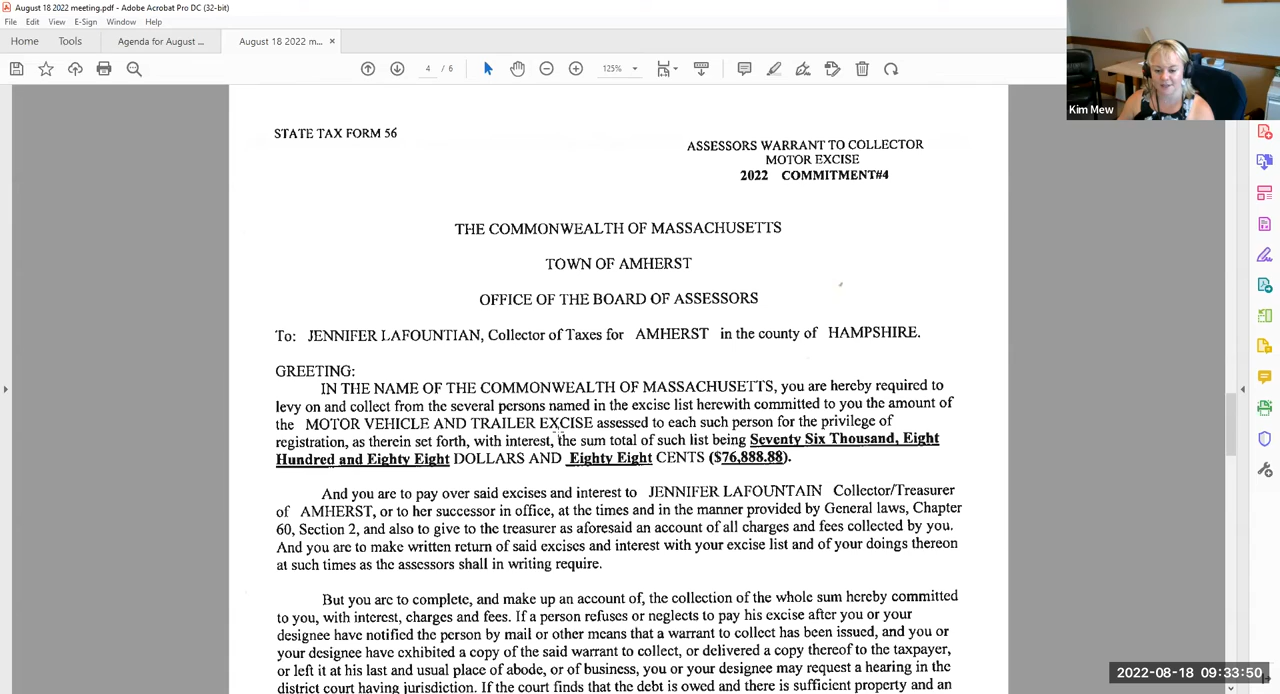 August 18 2022 meeting.pdf - Adobe Acrobat Pro DC (32-bit)
File Edit View E-Sign Window Help
Home Tools Agenda for August ... August 18 2022 m... ×
4 / 6 125%
Kim Mew
STATE TAX FORM 56
ASSESSORS WARRANT TO COLLECTOR
MOTOR EXCISE
2022 COMMITMENT#4
THE COMMONWEALTH OF MASSACHUSETTS
TOWN OF AMHERST
OFFICE OF THE BOARD OF ASSESSORS
To: JENNIFER LAFOUNTIAN, Collector of Taxes for AMHERST in the county of HAMPSHIRE.
GREETING:
IN THE NAME OF THE COMMONWEALTH OF MASSACHUSETTS, you are hereby required to
levy on and collect from the several persons named in the excise list herewith committed to you the amount of
the MOTOR VEHICLE AND TRAILER EXCISE assessed to each such person for the privilege of
registration, as therein set forth, with interest, the sum total of such list being Seventy Six Thousand, Eight
Hundred and Eighty Eight DOLLARS AND Eighty Eight CENTS ($76,888.88).
And you are to pay over said excises and interest to JENNIFER LAFOUNTAIN Collector/Treasurer
of AMHERST, or to her successor in office, at the times and in the manner provided by General laws, Chapter
60, Section 2, and also to give to the treasurer as aforesaid an account of all charges and fees collected by you.
And you are to make written return of said excises and interest with your excise list and of your doings thereon
at such times as the assessors shall in writing require.
But you are to complete, and make up an account of, the collection of the whole sum hereby committed
to you, with interest, charges and fees. If a person refuses or neglects to pay his excise after you or your
designee have notified the person by mail or other means that a warrant to collect has been issued, and you or
your designee have exhibited a copy of the said warrant to collect, or delivered a copy thereof to the taxpayer,
or left it at his last and usual place of abode, or of business, you or your designee may request a hearing in the
district court having jurisdiction. If the court finds that the debt is owed and there is sufficient property and an
2022-08-18 09:33:50